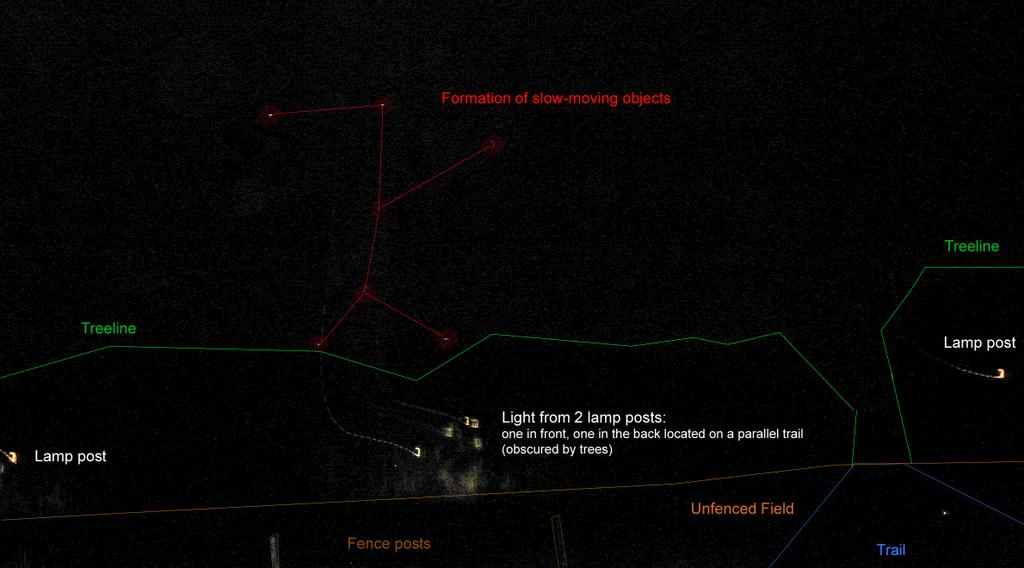 Formation of slow-moving objects
Treeline
Treeline
Lamp post
Light from 2 lamp posts:
one in front, one in the back located on a parallel trail
(obscured by trees)
Lamp post
Unfenced Field
Fence posts
Trail